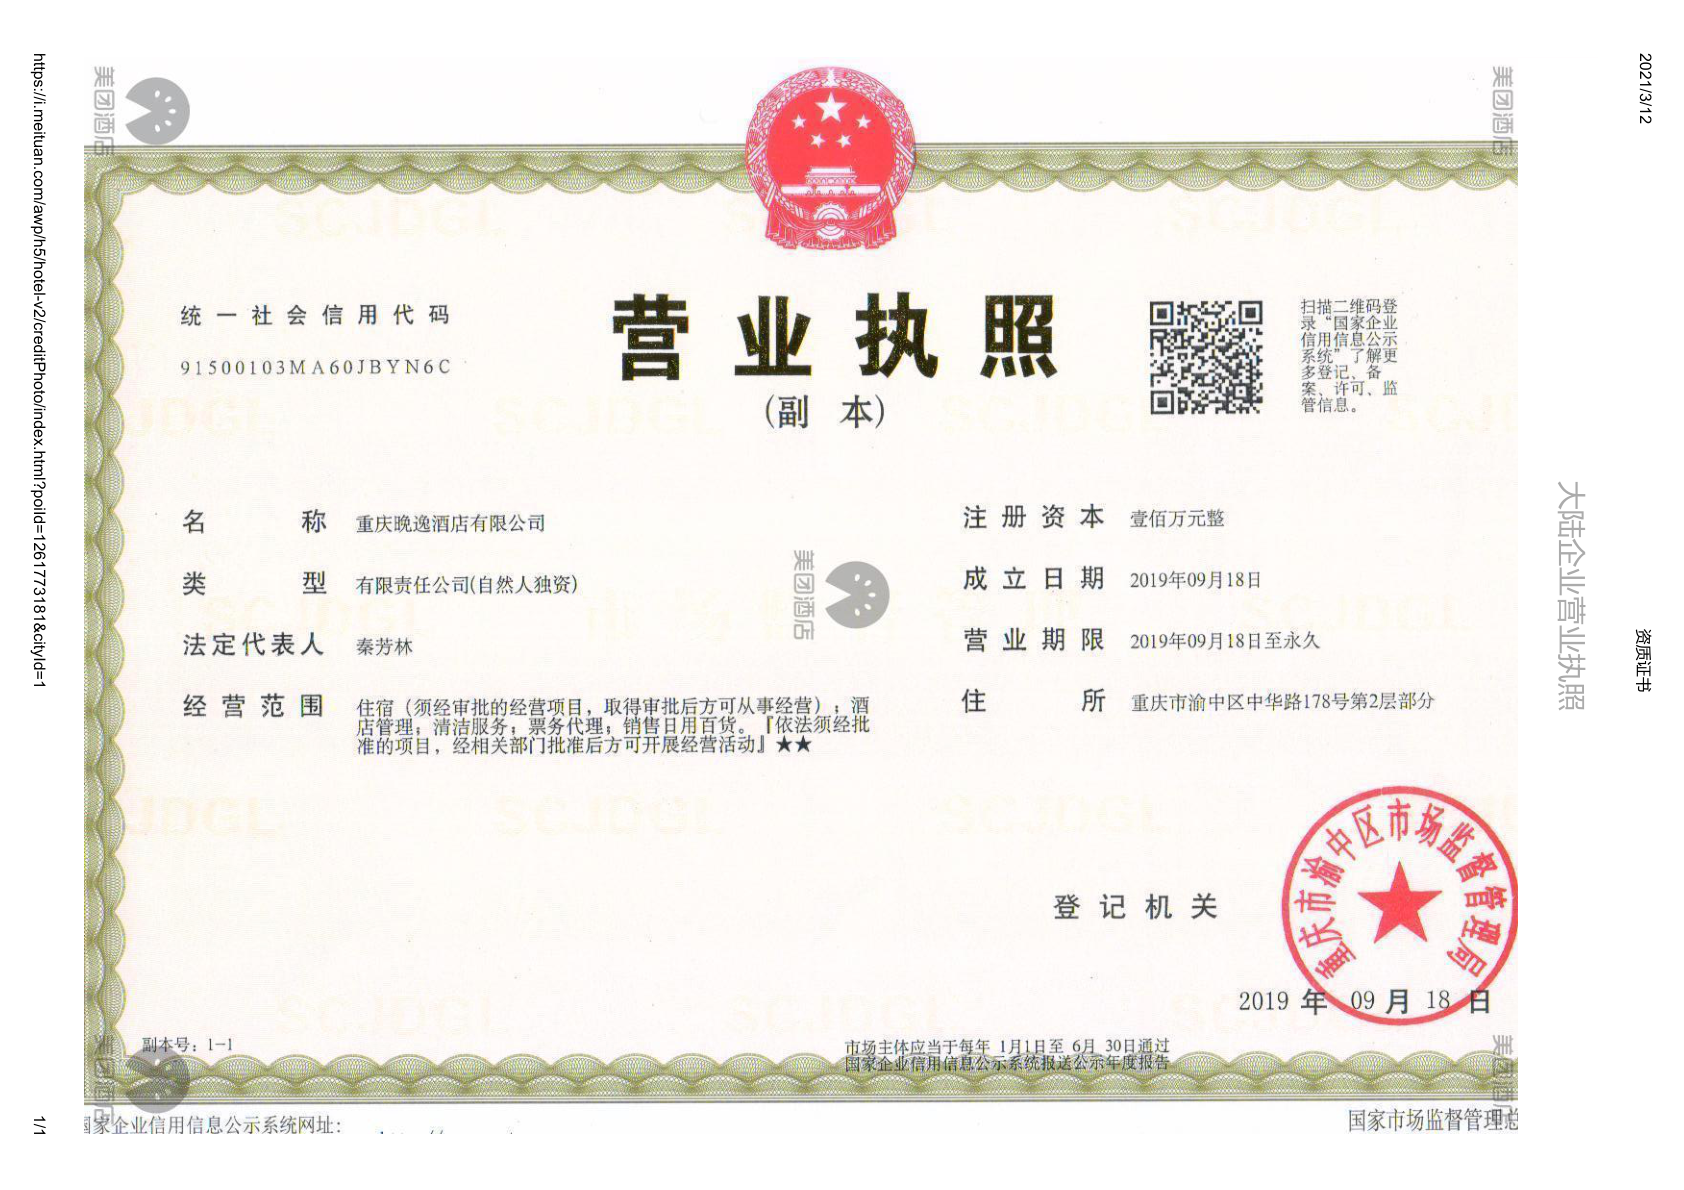 2021/3/12
资质证书
大陆企业营业执照
美团酒店
美团酒店
统一社会信用代码
91500103MA60JBYN6C
营业执照
(副 本)
扫描二维码登
录“国家企业
信用信息公示
系统”了解更
多登记、备
案、许可、监
管信息。
名 称 重庆晚逸酒店有限公司
类 型 有限责任公司(自然人独资)
法定代表人 秦芳林
经营范围 住宿（须经审批的经营项目，取得审批后方可从事经营）；酒
店管理；清洁服务；票务代理；销售日用百货。『依法须经批
准的项目，经相关部门批准后方可开展经营活动』★★
注册资本 壹佰万元整
成立日期 2019年09月18日
营业期限 2019年09月18日至永久
住 所 重庆市渝中区中华路178号第2层部分
美团酒店
登记机关
重庆市渝中区市场监督管理局
2019 年 09 月 18 日
副本号：1-1
市场主体应当于每年 1月1日至 6月 30日通过
国家企业信用信息公示系统报送公示年度报告
美团酒店
美团酒店
国家企业信用信息公示系统网址：
国家市场监督管理总
https://i.meituan.com/awp/h5/hotel-v2/creditPhoto/index.html?poiId=1261773181&cityId=1
1/1